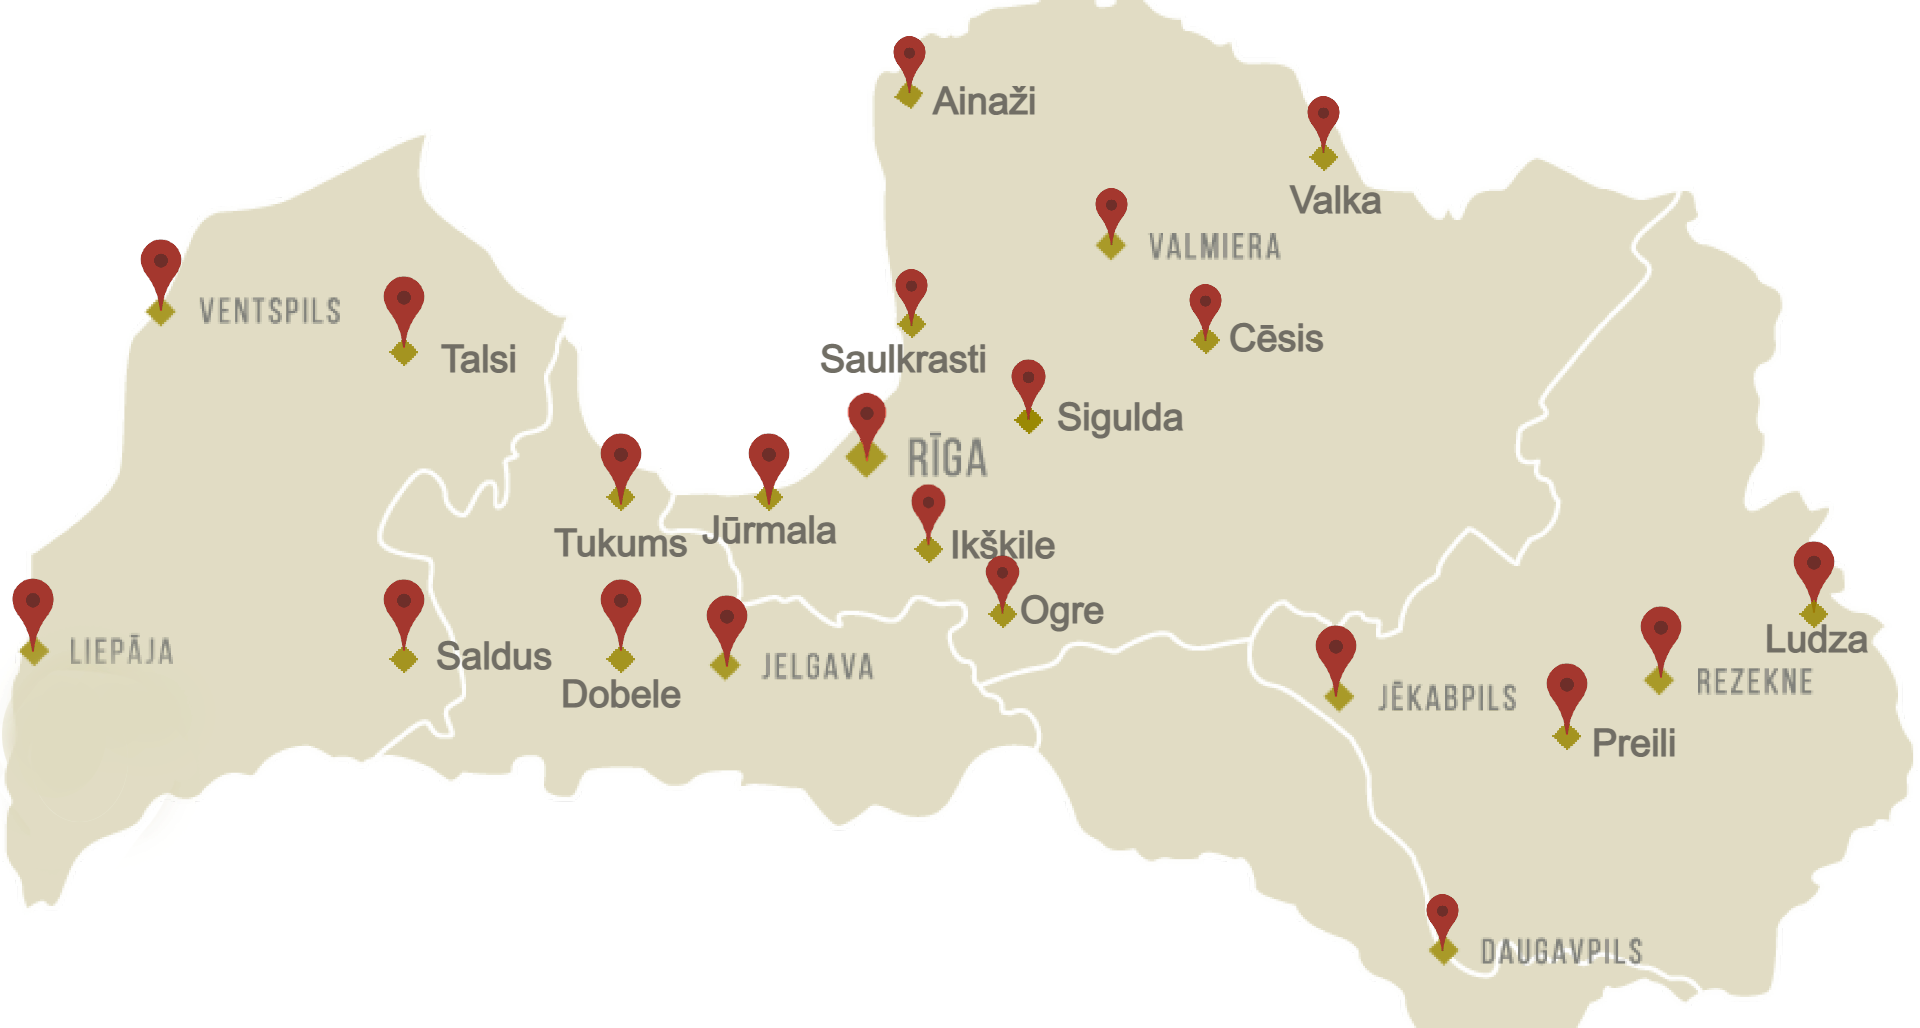 Ainaži
Valka
VALMIERA
VENTSPILS
Cēsis
Talsi
Saulkrasti
Sigulda
RĪGA
Jūrmala
Tukums
Ikšķile
Ogre
Ludza
LIEPĀJA
Saldus
JELGAVA
REZEKNE
Dobele
JĒKABPILS
Preili
DAUGAVPILS